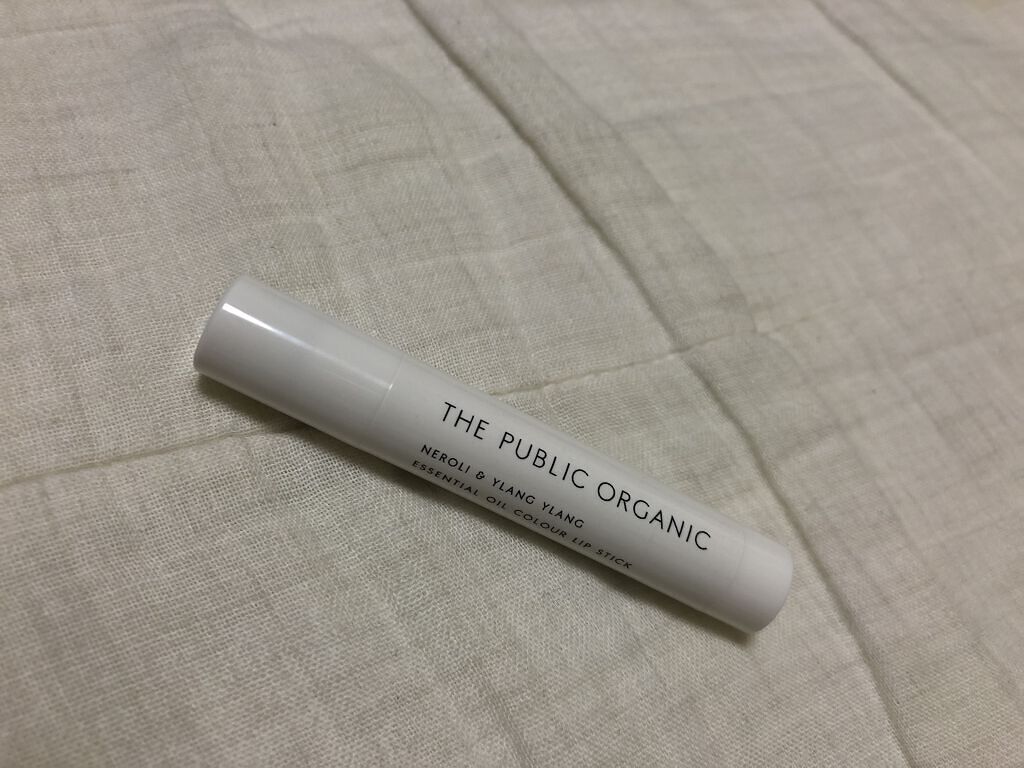 THE PUBLIC ORGANIC
NEROLI & YLANG YLANG
ESSENTIAL OIL COLOUR LIP STICK